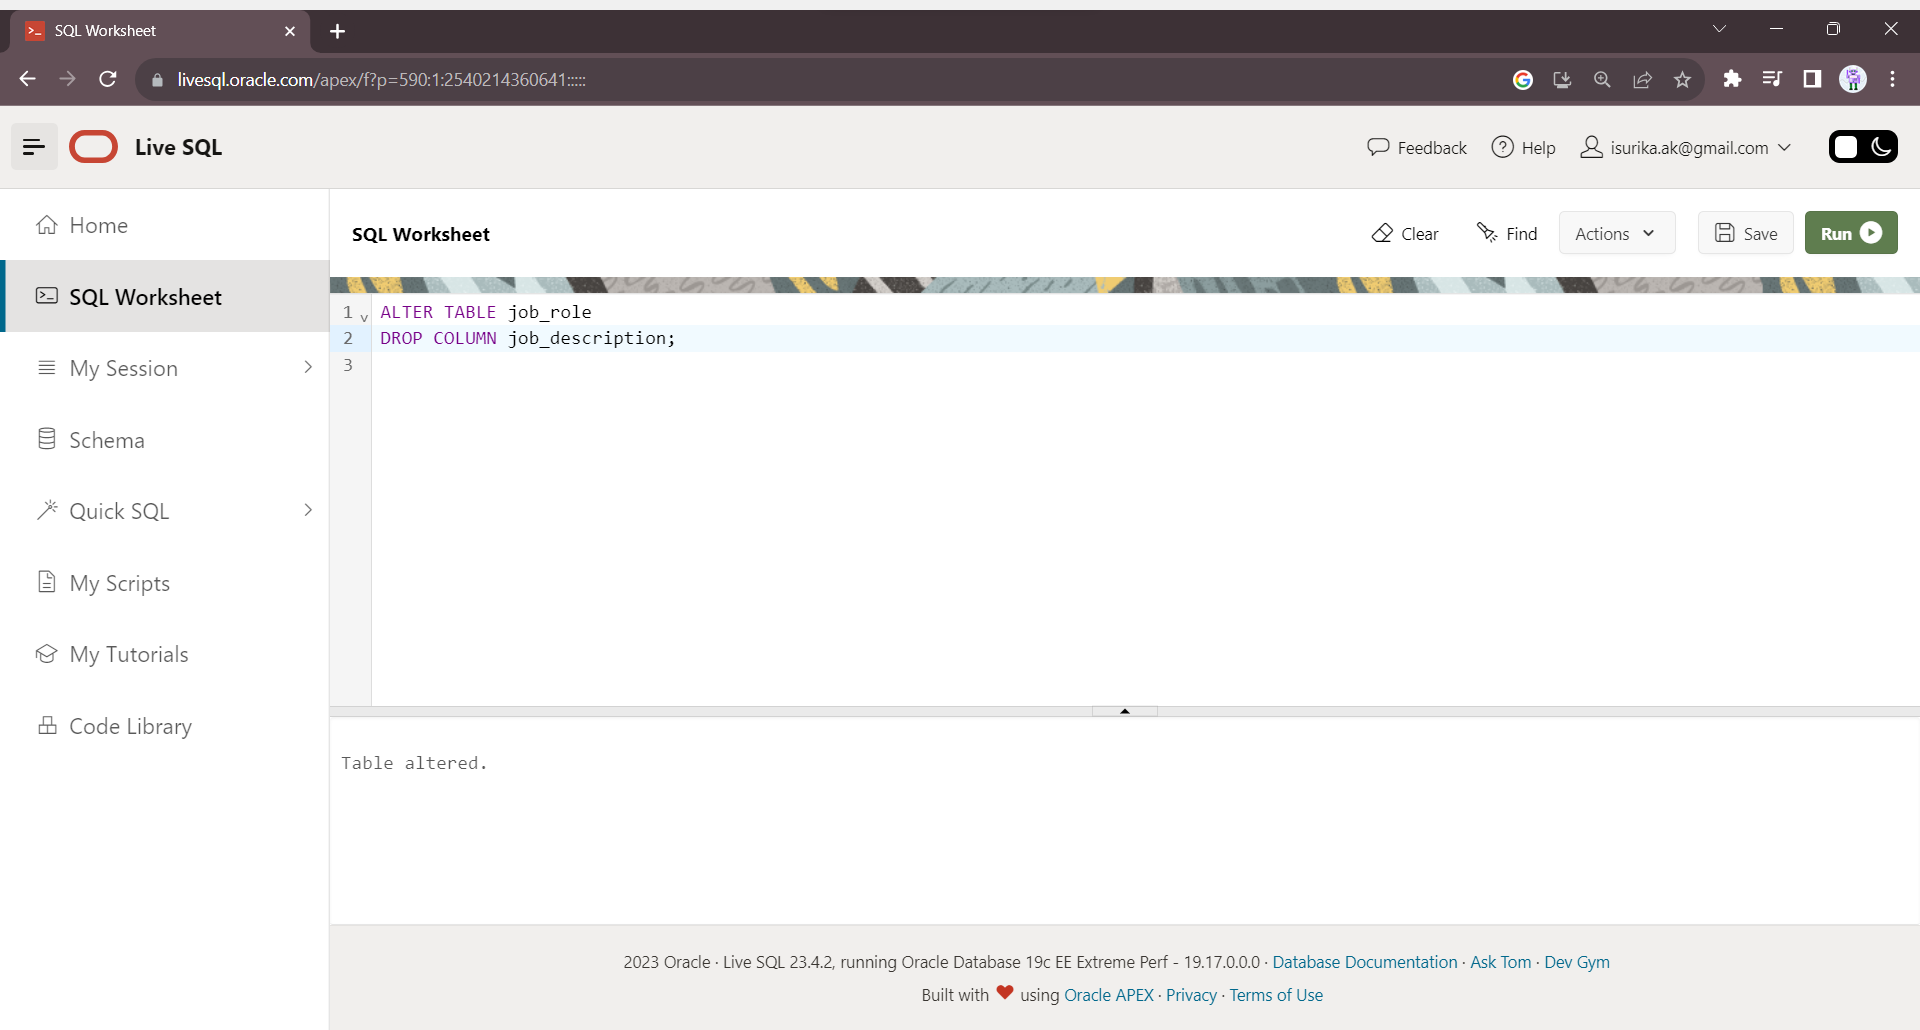 SQL Worksheet
livesql.oracle.com/apex/f?p=590:1:2540214360641:::::
Live SQL
Feedback
Help
isurika.ak@gmail.com
Home
SQL Worksheet
My Session
Schema
Quick SQL
My Scripts
My Tutorials
Code Library
SQL Worksheet
Clear
Find
Actions
Save
Run
1 ALTER TABLE job_role
2 DROP COLUMN job_description;
3
Table altered.
2023 Oracle · Live SQL 23.4.2, running Oracle Database 19c EE Extreme Perf - 19.17.0.0.0 · Database Documentation · Ask Tom · Dev Gym
Built with ❤ using Oracle APEX · Privacy · Terms of Use